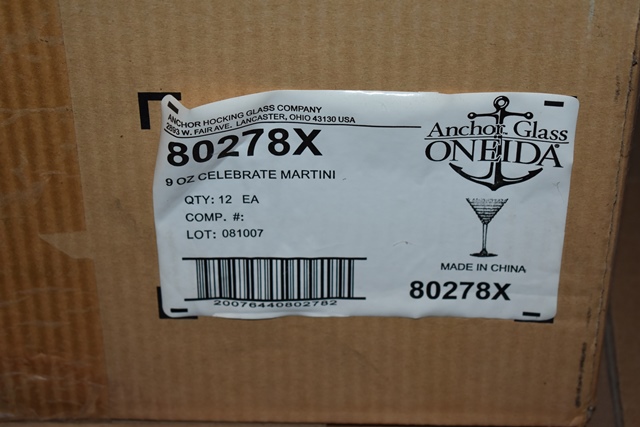 ANCHOR HOCKING GLASS COMPANY
2893 W. FAIR AVE. LANCASTER, OHIO 43130 USA
80278X
9 OZ CELEBRATE MARTINI
QTY: 12 EA
COMP. #:
LOT: 081007
20076440802782
Anchor Glass
ONEIDA®
MADE IN CHINA
80278X